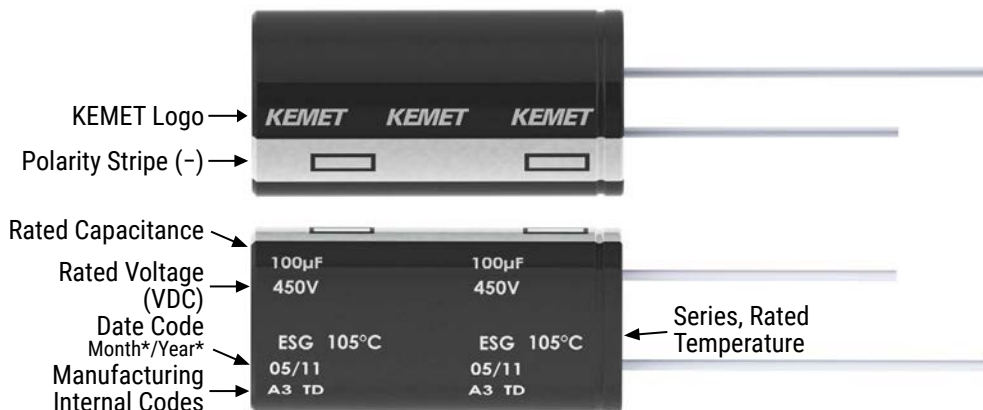 KEMET Logo
KEMET KEMET KEMET
Polarity Stripe (−)
Rated Capacitance
100µF 100µF
Rated Voltage
(VDC)
450V 450V
Date Code
Month*/Year*
ESG 105°C ESG 105°C
Series, Rated
Temperature
05/11 05/11
Manufacturing
Internal Codes
A3 TD A3 TD